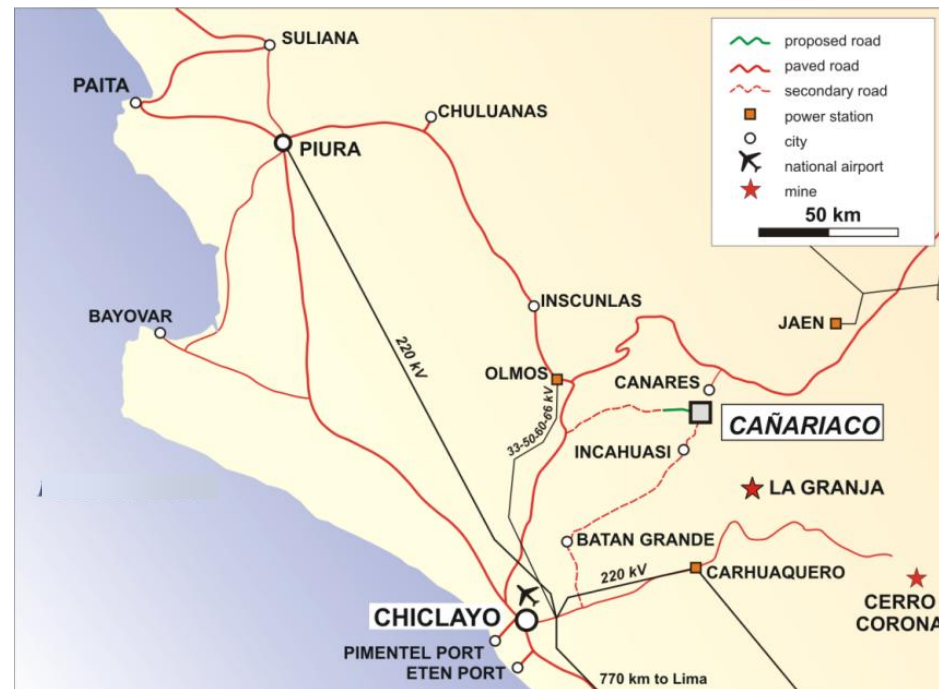 SULIANA
PAITA
CHULUANAS
PIURA
proposed road
paved road
secondary road
power station
city
national airport
mine
50 km
BAYOVAR
INSCUNLAS
JAEN
220 kV
OLMOS
CANARES
33-50-60-66 kV
CAÑARIACO
INCAHUASI
LA GRANJA
BATAN GRANDE
220 kV
CARHUAQUERO
CERRO
CORONA
CHICLAYO
PIMENTEL PORT
ETEN PORT
770 km to Lima